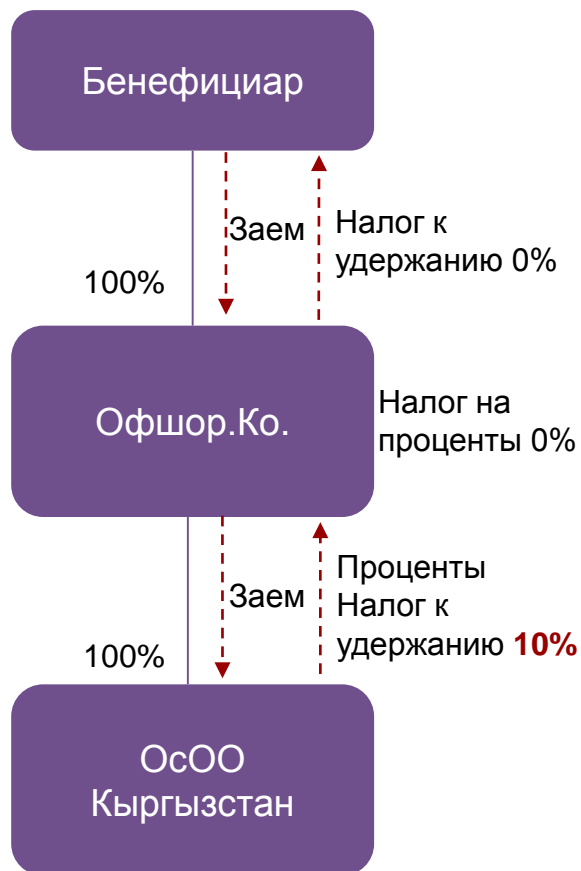 Бенефициар
Заем
Налог к
удержанию 0%
100%
Офшор.Ко.
Налог на
проценты 0%
Заем
Проценты
Налог к
удержанию 10%
100%
ОсОО
Кыргызстан